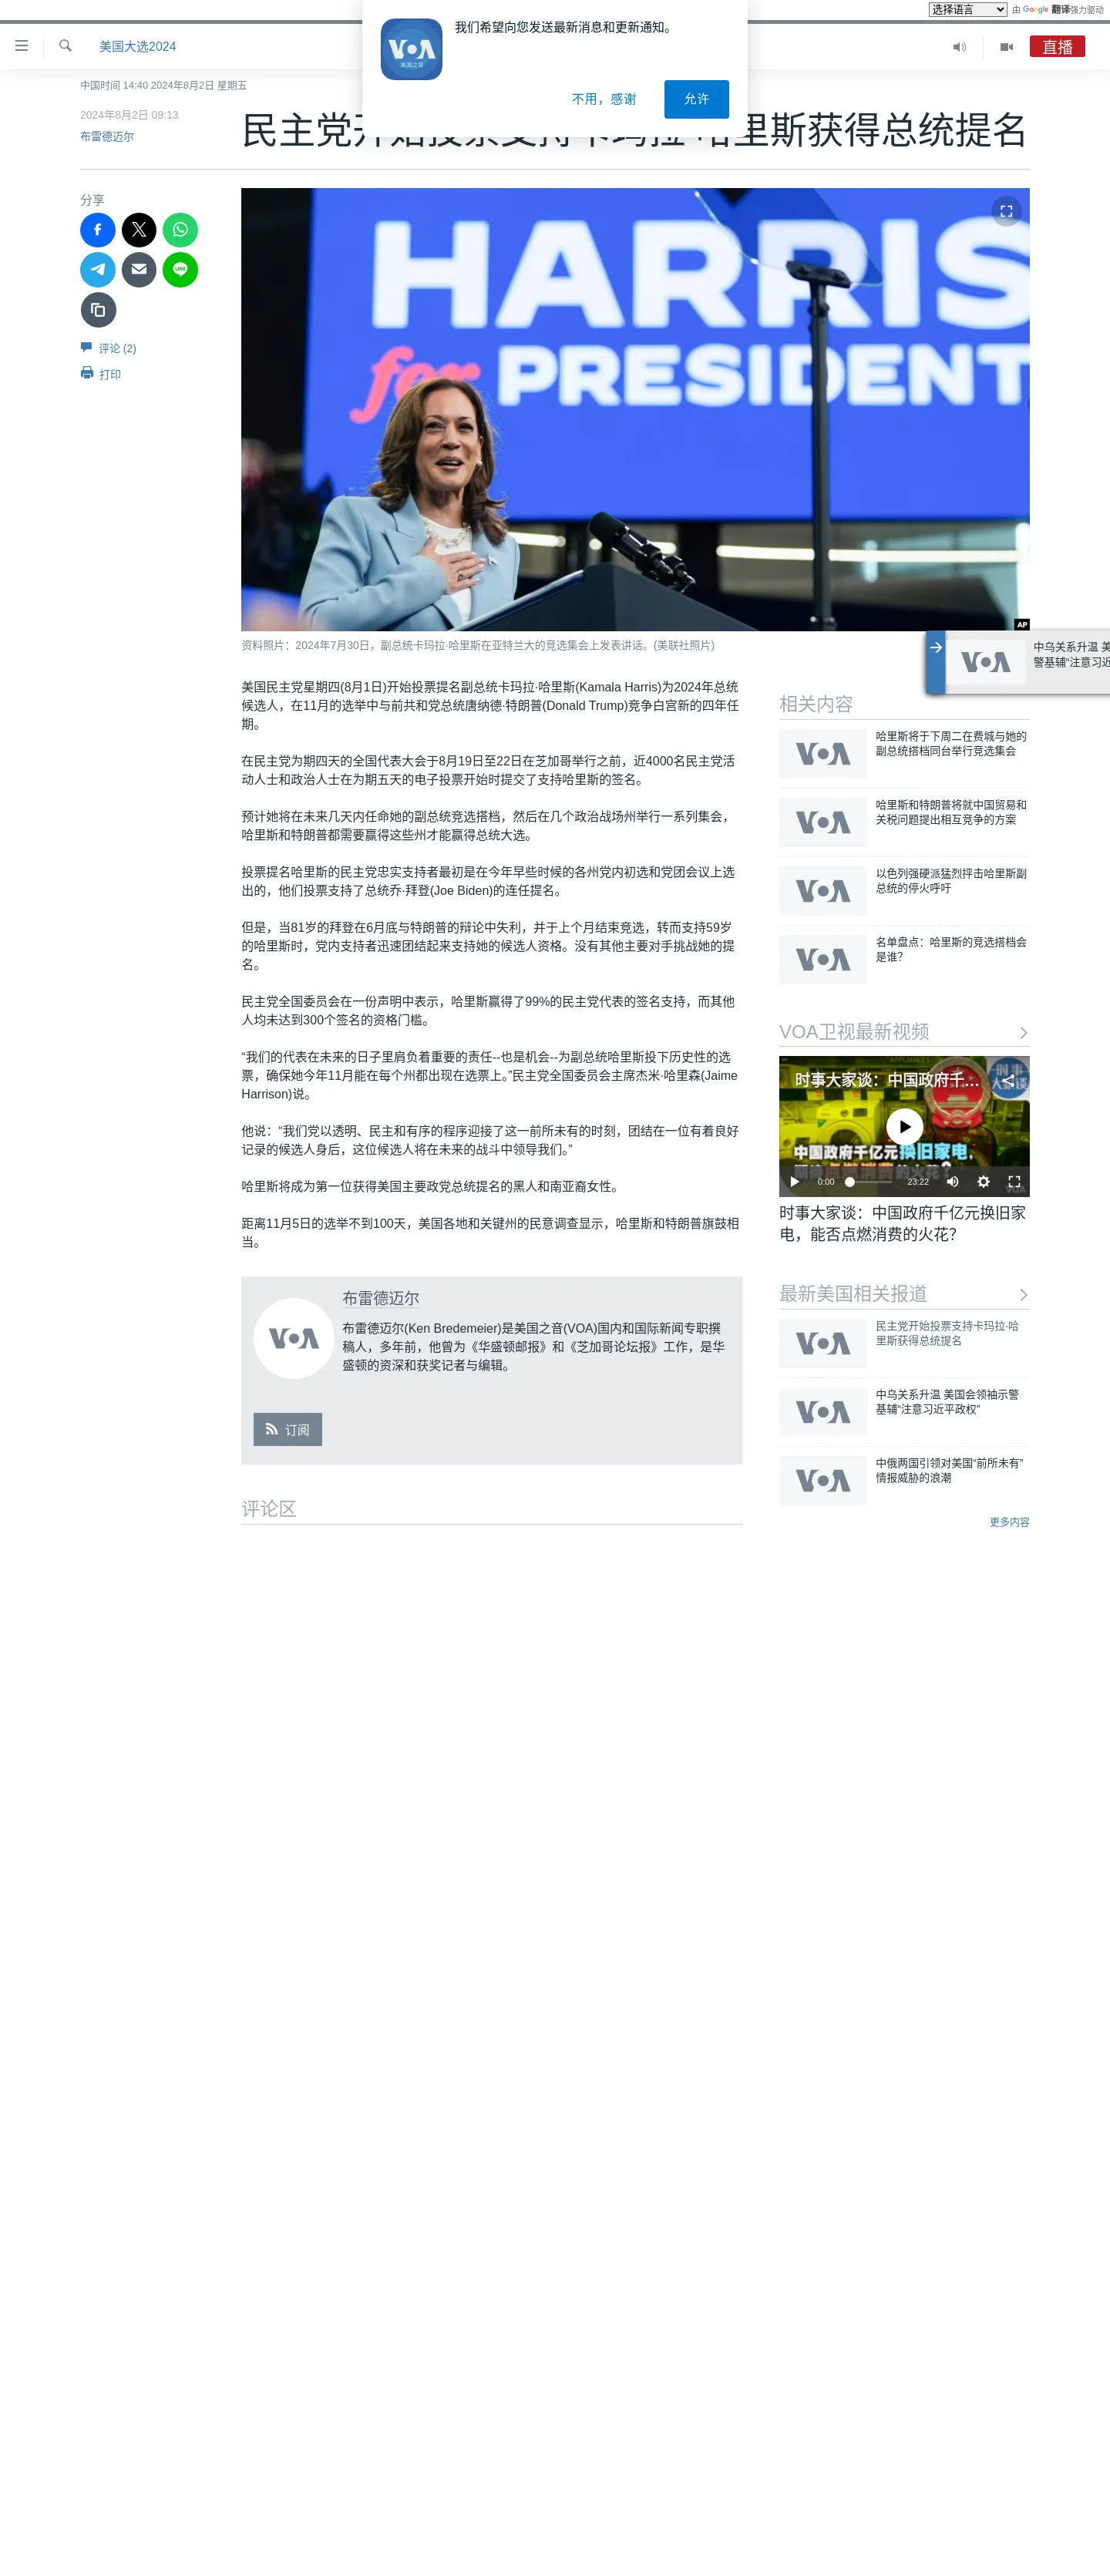 选择语言
由 Google 翻译强力驱动
我们希望向您发送最新消息和更新通知。
VOA
美国之音
不用，感谢
允许
美国大选2024
直播
中国时间 14:40 2024年8月2日 星期五
2024年8月2日 09:13
布雷德迈尔
民主党开始投票支持卡玛拉·哈里斯获得总统提名
分享
评论 (2)
打印
HARRIS
for PRESIDENT
AP
资料照片：2024年7月30日，副总统卡玛拉·哈里斯在亚特兰大的竞选集会上发表讲话。(美联社照片)
VOA
中乌关系升温 美
警基辅“注意习近
美国民主党星期四(8月1日)开始投票提名副总统卡玛拉·哈里斯(Kamala Harris)为2024年总统
候选人，在11月的选举中与前共和党总统唐纳德·特朗普(Donald Trump)竞争白宫新的四年任
期。
在民主党为期四天的全国代表大会于8月19日至22日在芝加哥举行之前，近4000名民主党活
动人士和政治人士在为期五天的电子投票开始时提交了支持哈里斯的签名。
预计她将在未来几天内任命她的副总统竞选搭档，然后在几个政治战场州举行一系列集会，
哈里斯和特朗普都需要赢得这些州才能赢得总统大选。
投票提名哈里斯的民主党忠实支持者最初是在今年早些时候的各州党内初选和党团会议上选
出的，他们投票支持了总统乔·拜登(Joe Biden)的连任提名。
但是，当81岁的拜登在6月底与特朗普的辩论中失利，并于上个月结束竞选，转而支持59岁
的哈里斯时，党内支持者迅速团结起来支持她的候选人资格。没有其他主要对手挑战她的提
名。
民主党全国委员会在一份声明中表示，哈里斯赢得了99%的民主党代表的签名支持，而其他
人均未达到300个签名的资格门槛。
“我们的代表在未来的日子里肩负着重要的责任--也是机会--为副总统哈里斯投下历史性的选
票，确保她今年11月能在每个州都出现在选票上。”民主党全国委员会主席杰米·哈里森(Jaime
Harrison)说。
他说：“我们党以透明、民主和有序的程序迎接了这一前所未有的时刻，团结在一位有着良好
记录的候选人身后，这位候选人将在未来的战斗中领导我们。”
哈里斯将成为第一位获得美国主要政党总统提名的黑人和南亚裔女性。
距离11月5日的选举不到100天，美国各地和关键州的民意调查显示，哈里斯和特朗普旗鼓相
当。
VOA
布雷德迈尔
布雷德迈尔(Ken Bredemeier)是美国之音(VOA)国内和国际新闻专职撰
稿人，多年前，他曾为《华盛顿邮报》和《芝加哥论坛报》工作，是华
盛顿的资深和获奖记者与编辑。
订阅
评论区
相关内容
VOA
哈里斯将于下周二在费城与她的
副总统搭档同台举行竞选集会
VOA
哈里斯和特朗普将就中国贸易和
关税问题提出相互竞争的方案
VOA
以色列强硬派猛烈抨击哈里斯副
总统的停火呼吁
VOA
名单盘点：哈里斯的竞选搭档会
是谁？
VOA卫视最新视频
时事大家谈：中国政府千...
时事
大家谈
中国政府千亿元换旧家电，
0:00
23:22
VOA
时事大家谈：中国政府千亿元换旧家
电，能否点燃消费的火花？
最新美国相关报道
VOA
民主党开始投票支持卡玛拉·哈
里斯获得总统提名
VOA
中乌关系升温 美国会领袖示警
基辅“注意习近平政权”
VOA
中俄两国引领对美国“前所未有”
情报威胁的浪潮
更多内容